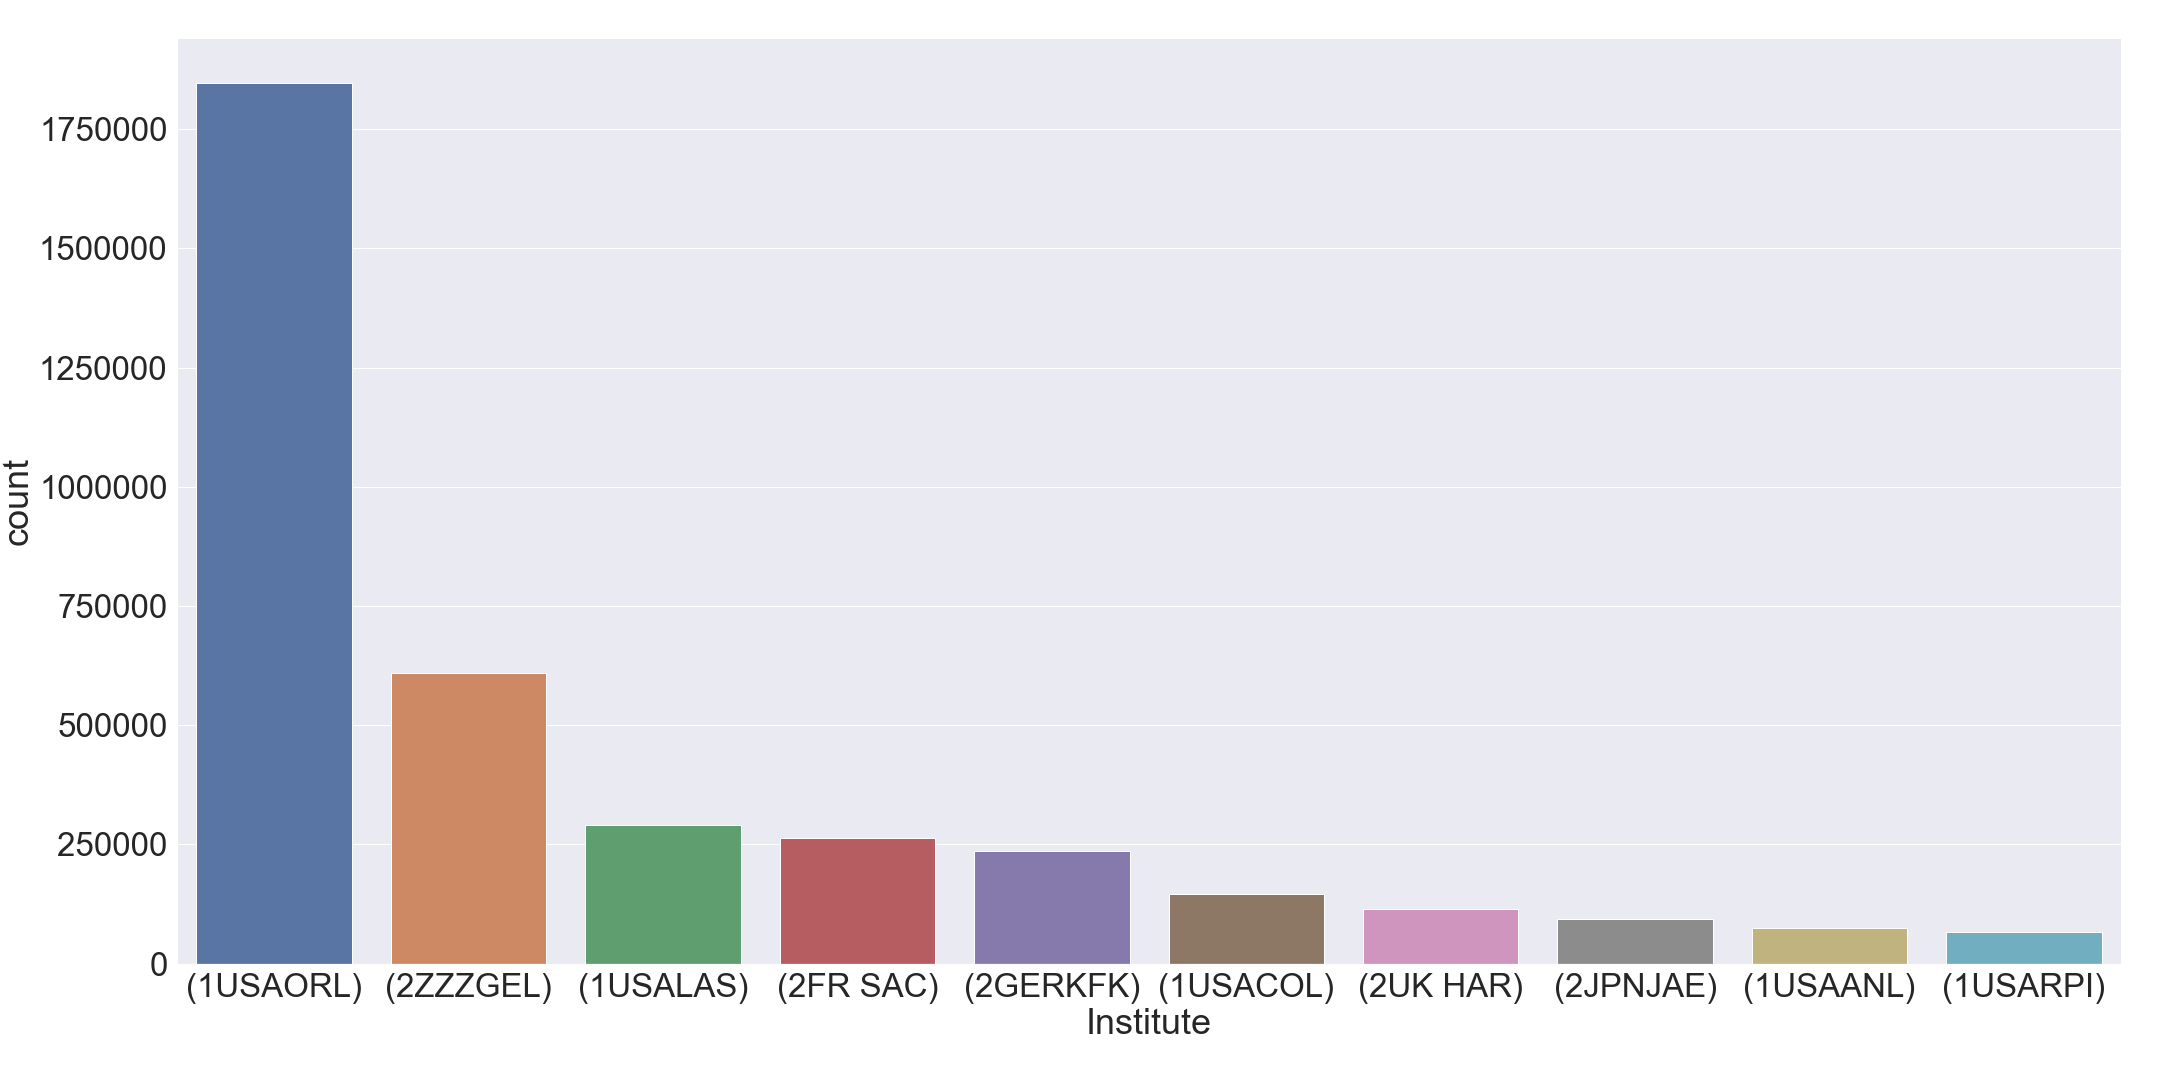 count
1750000
1500000
1250000
1000000
750000
500000
250000
0
(1USAORL) (2ZZZGEL) (1USALAS) (2FR SAC) (2GERKFK) (1USACOL) (2UK HAR) (2JPNJAE) (1USAANL) (1USARPI)
Institute